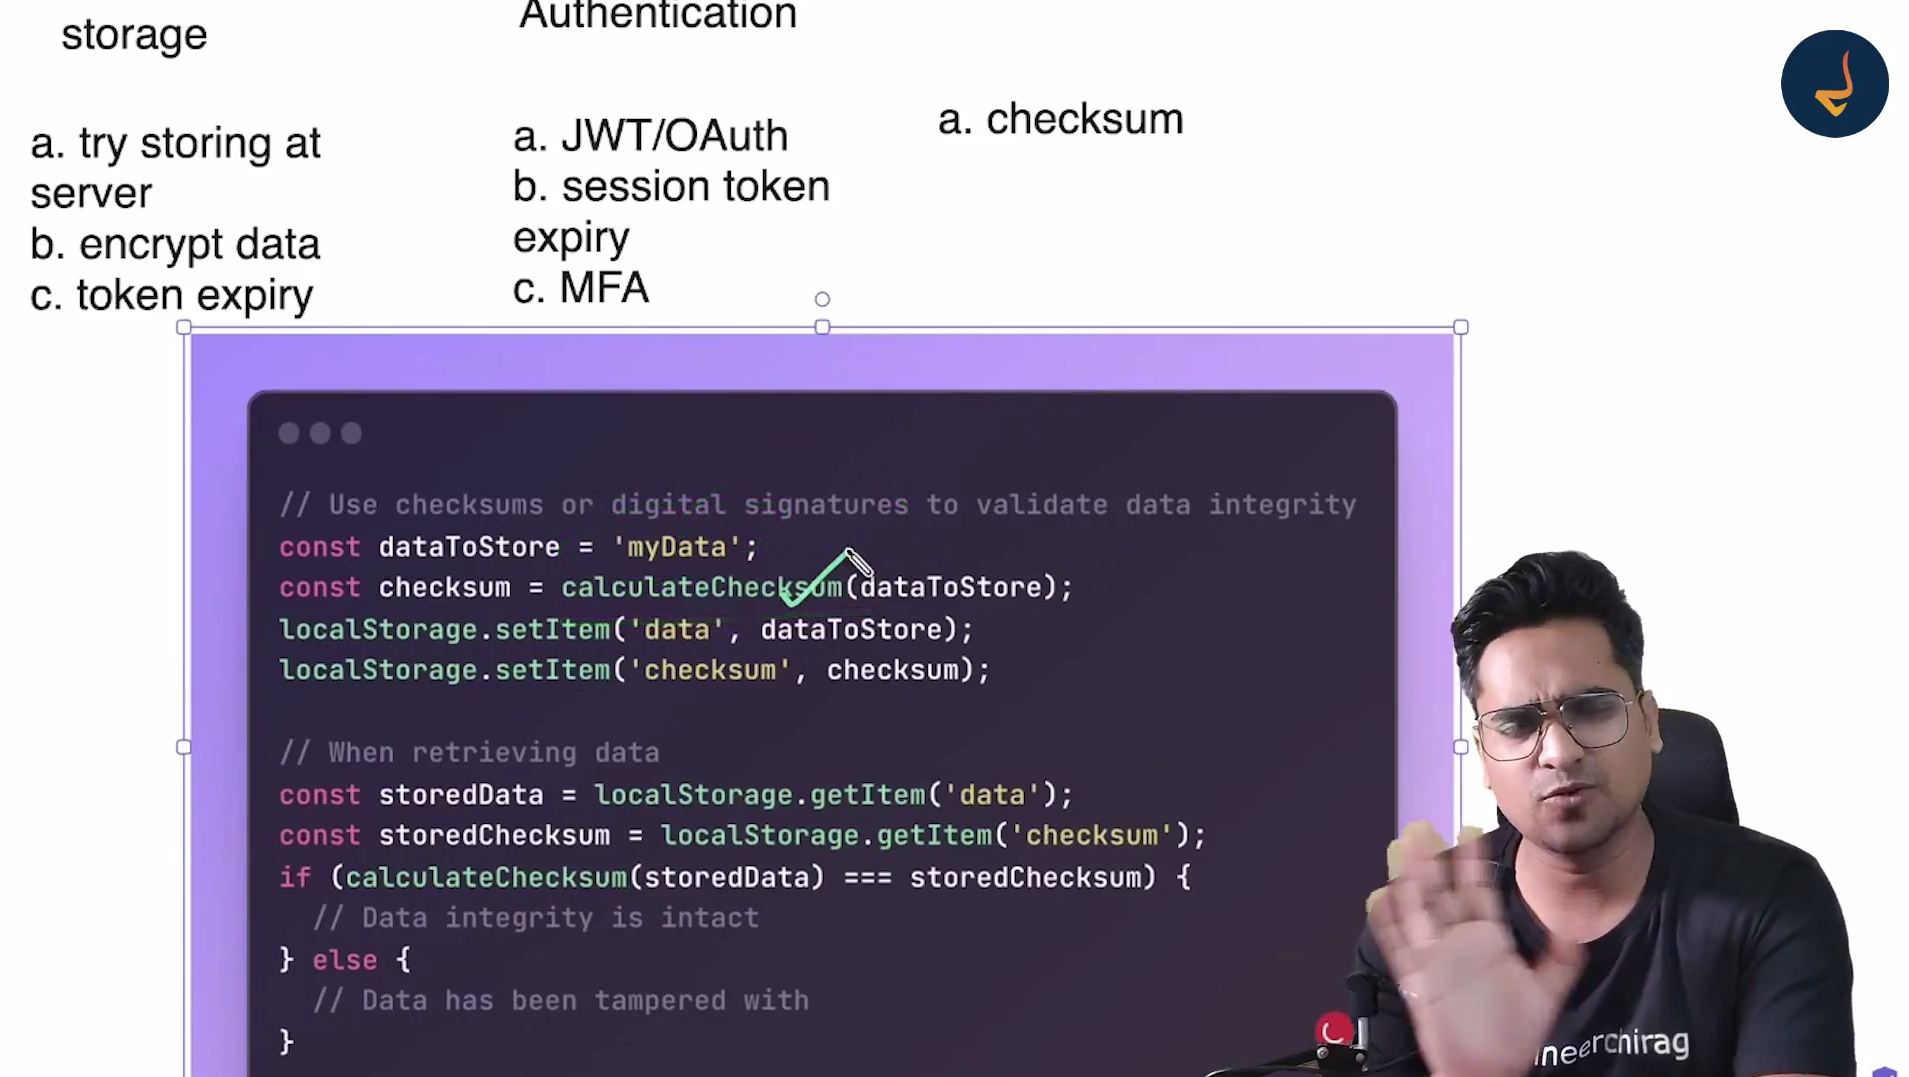 storage
Authentication
a. try storing at
server
b. encrypt data
c. token expiry
a. JWT/OAuth
b. session token
expiry
c. MFA
a. checksum
// Use checksums or digital signatures to validate data integrity
const dataToStore = 'myData';
const checksum = calculateChecksum(dataToStore);
localStorage.setItem('data', dataToStore);
localStorage.setItem('checksum', checksum);
// When retrieving data
const storedData = localStorage.getItem('data');
const storedChecksum = localStorage.getItem('checksum');
if (calculateChecksum(storedData) === storedChecksum) {
// Data integrity is intact
} else {
// Data has been tampered with
}
neerchirag